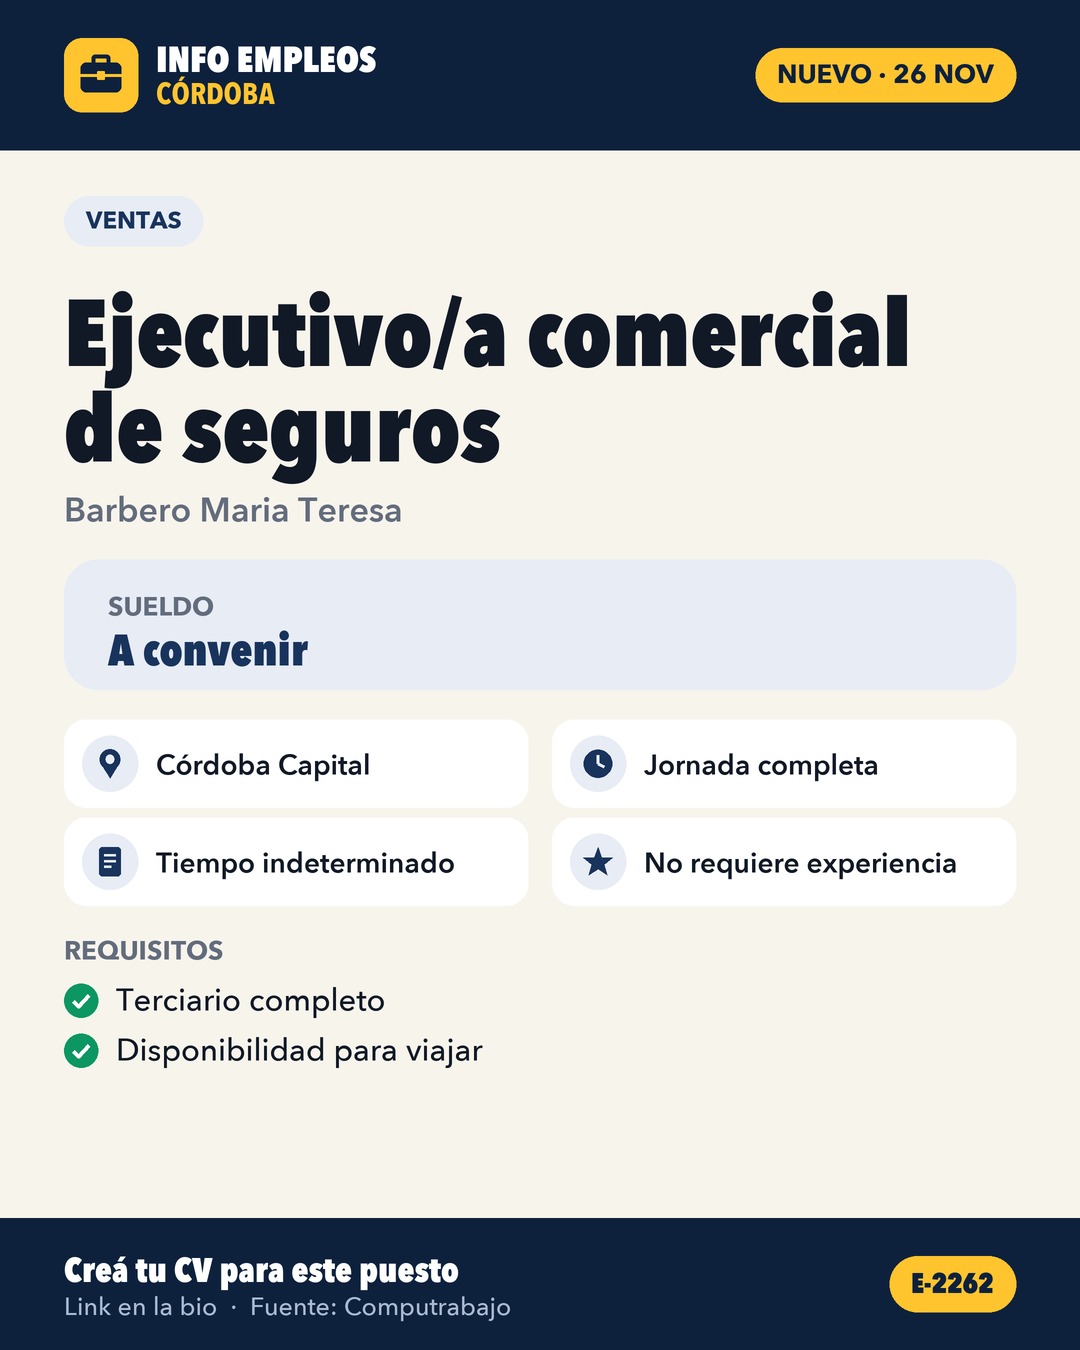 INFO EMPLEOS
CÓRDOBA
NUEVO · 26 NOV
VENTAS
Ejecutivo/a comercial
de seguros
Barbero Maria Teresa
SUELDO
A convenir
Córdoba Capital
Jornada completa
Tiempo indeterminado
No requiere experiencia
REQUISITOS
Terciario completo
Disponibilidad para viajar
Creá tu CV para este puesto
Link en la bio · Fuente: Computrabajo
E-2262